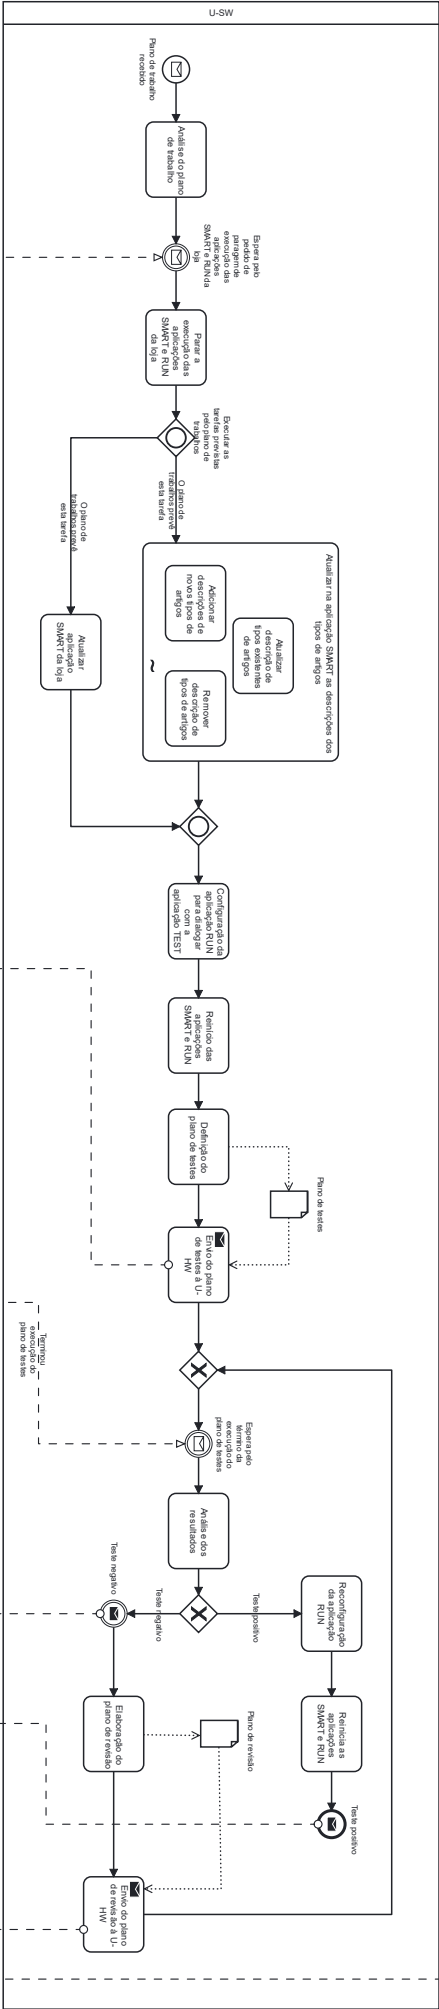 U-SW
Plano de trabalho
recebido
Análise do plano
de trabalho
Espera pelo
pedido de
paragem de
execução das
aplicações
SMART e RUN da
loja
Parar a
execução das
aplicações
SMART e RUN
da loja
Executar as
tarefas previstas
pelo plano de
trabalhos
O plano de
trabalhos prevê
esta tarefa
O plano de
trabalhos prevê
esta tarefa
Atualizar na aplicação SMART as descrições dos
tipos de artigos
Atualizar
descrição de
tipos existentes
de artigos
Adicionar
descrições de
novos tipos de
artigos
Remover
descrição de
tipos de artigos
~
Atualizar
aplicação
SMART da loja
Configuração da
aplicação RUN
para dialogar
com a
aplicação TEST
Reinício das
aplicações
SMART e RUN
Definição do
plano de testes
Plano de testes
Envio do plano
de testes à U-
HW
Terminou
execução do
plano de testes
Espera pelo
término da
execução do
plano de testes
Análise dos
resultados
Teste positivo
Teste negativo
Reconfiguração
da aplicação
RUN
Reinicia as
aplicações
SMART e RUN
Teste positivo
Teste negativo
Elaboração do
plano de revisão
Plano de revisão
Envio do plano
de revisão à U-
HW